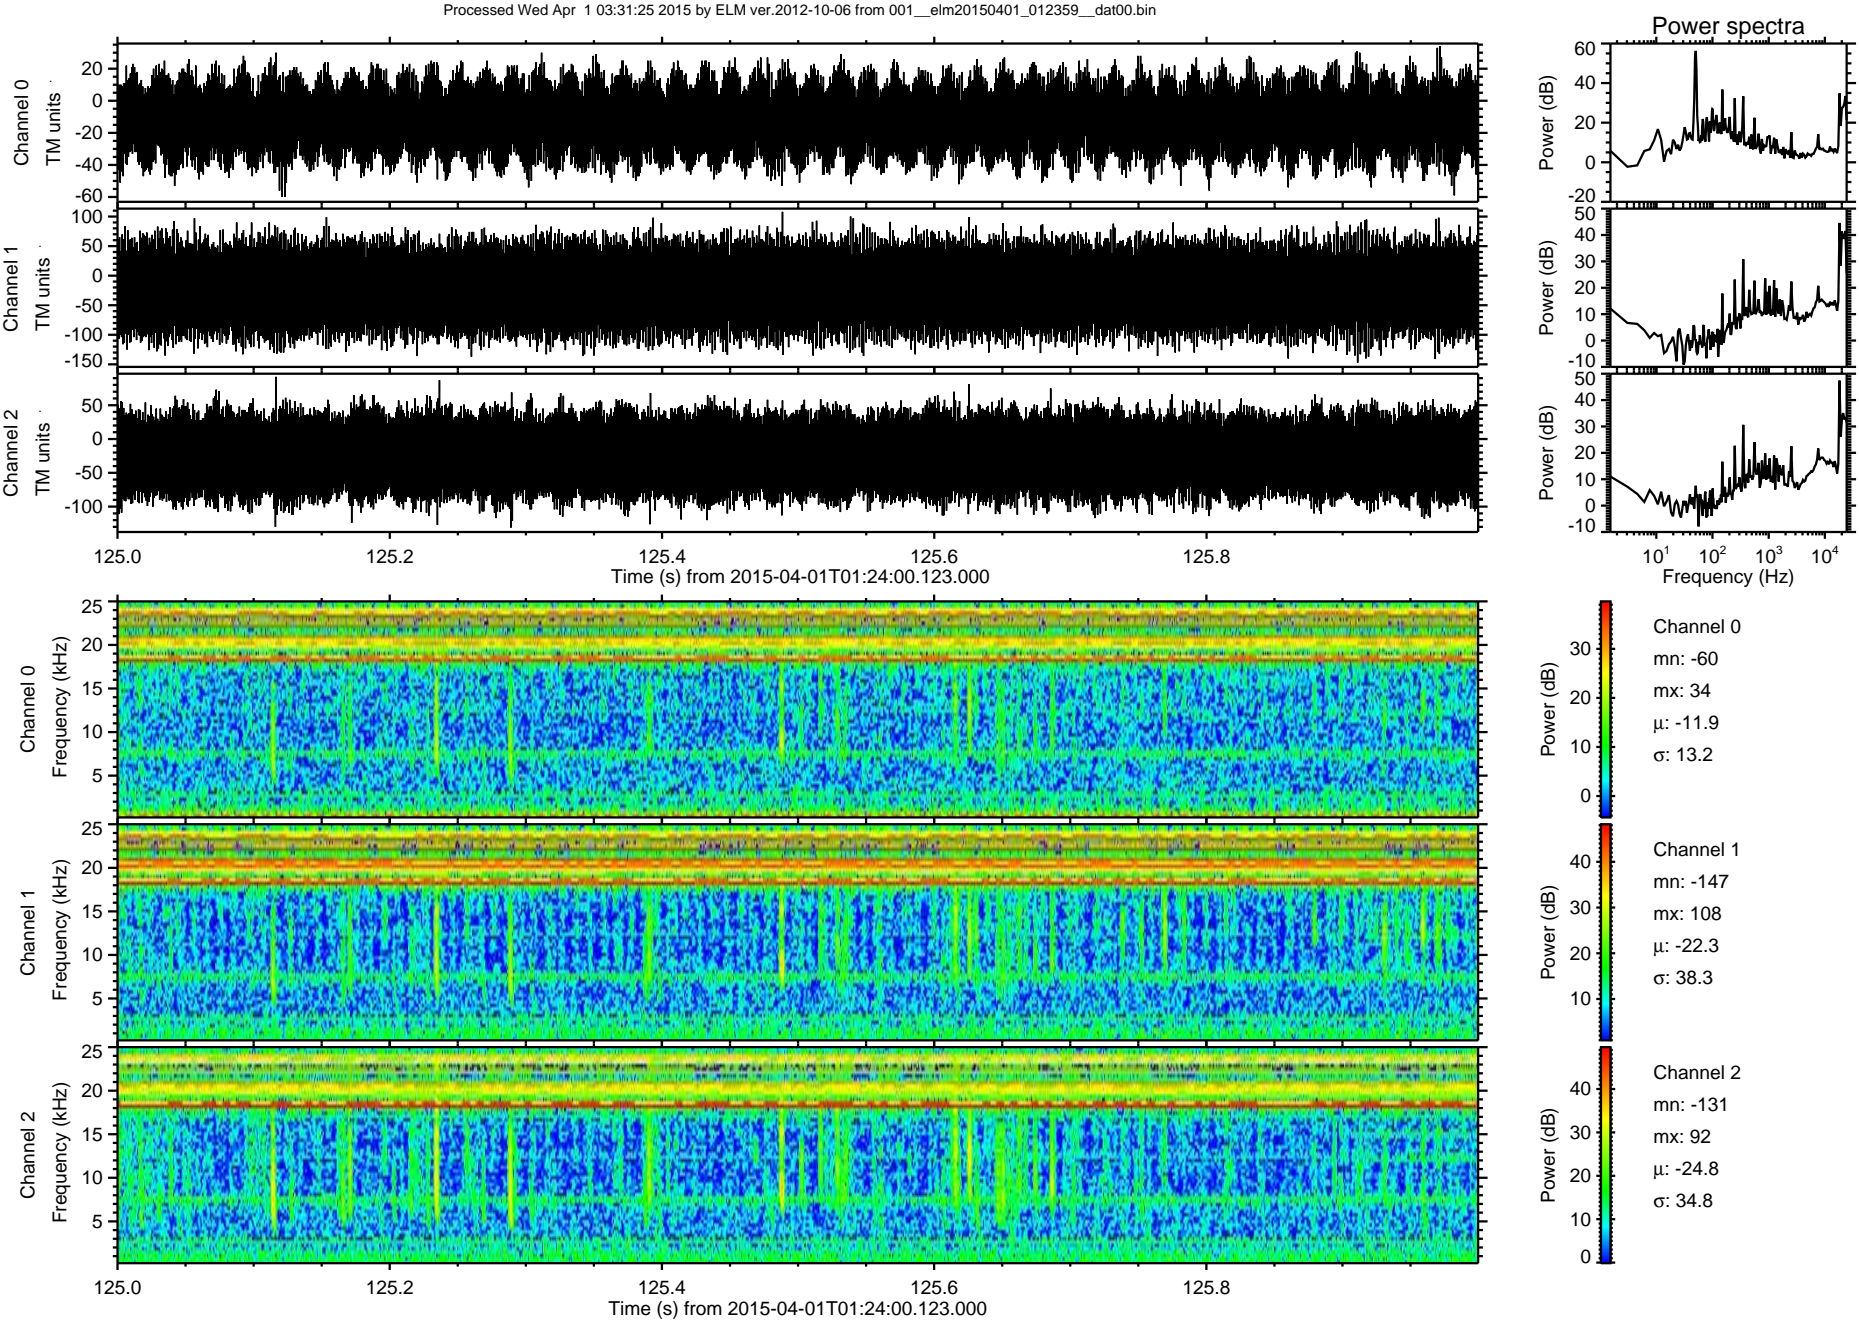 Processed Wed Apr  1 03:31:25 2015 by ELM ver.2012-10-06 from 001__elm20150401_012359__dat00.bin
Power spectra
Channel 0
TM units
20
0
-20
-40
-60
Power (dB)
60
40
20
0
-20
Channel 1
TM units
100
50
0
-50
-100
-150
Power (dB)
50
40
30
20
10
0
-10
Channel 2
TM units
50
0
-50
-100
Power (dB)
50
40
30
20
10
0
-10
125.0 125.2 125.4 125.6 125.8
Time (s) from 2015-04-01T01:24:00.123.000
10^1 10^2 10^3 10^4
Frequency (Hz)
Channel 0
Frequency (kHz)
25
20
15
10
5
Power (dB)
30
20
10
0
Channel 0
mn: -60
mx: 34
μ: -11.9
σ: 13.2
Channel 1
Frequency (kHz)
25
20
15
10
5
Power (dB)
40
30
20
10
Channel 1
mn: -147
mx: 108
μ: -22.3
σ: 38.3
Channel 2
Frequency (kHz)
25
20
15
10
5
Power (dB)
40
30
20
10
0
Channel 2
mn: -131
mx: 92
μ: -24.8
σ: 34.8
125.0 125.2 125.4 125.6 125.8
Time (s) from 2015-04-01T01:24:00.123.000